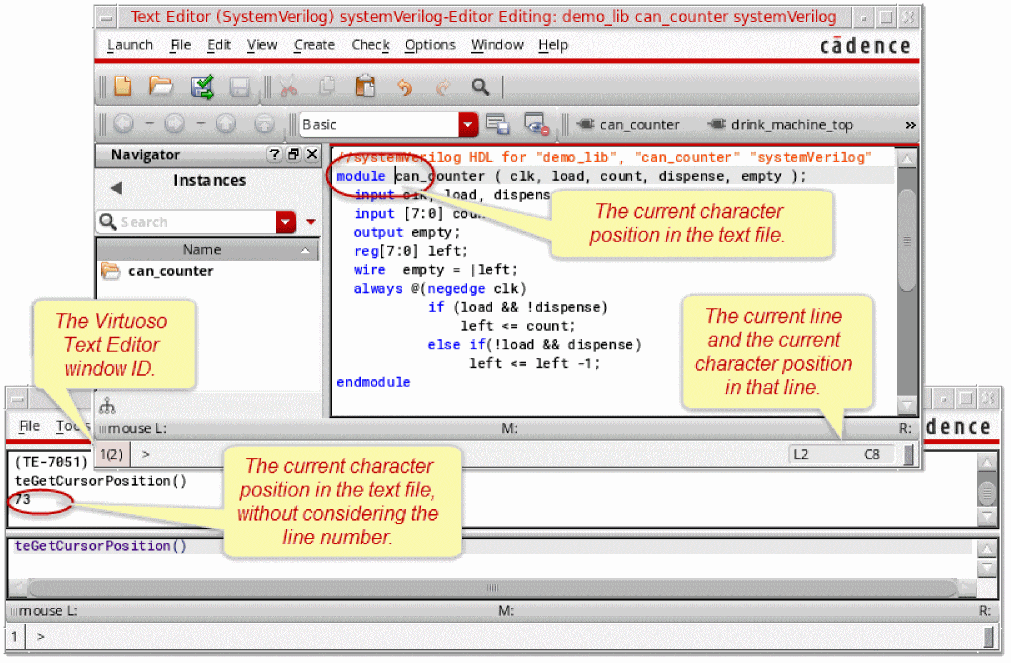 Text Editor (SystemVerilog) systemVerilog-Editor Editing: demo_lib can_counter systemVerilog
Launch File Edit View Create Check Options Window Help
cādence
Basic
can_counter
drink_machine_top
»
Navigator
Instances
Search
Name
can_counter
//systemVerilog HDL for "demo_lib", "can_counter" "systemVerilog"
module can_counter ( clk, load, count, dispense, empty );
input clk, load, dispens
input [7:0] cou
output empty;
reg[7:0] left;
wire empty = |left;
always @(negedge clk)
if (load && !dispense)
left <= count;
else if(!load && dispense)
left <= left -1;
endmodule
The current character
position in the text file.
The Virtuoso
Text Editor
window ID.
The current line
and the current
character position
in that line.
mouse L:
M:
R:
1(2)
>
L2
C8
File Tools
dence
(TE-7051)
teGetCursorPosition()
73
The current character
position in the text file,
without considering the
line number.
teGetCursorPosition()
mouse L:
M:
R:
1
>